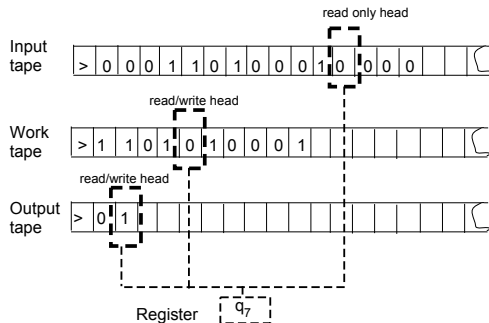 read only head
Input tape
> 0 0 0 1 1 0 1 0 0 0 1 0 0 0 0
read/write head
Work tape
> 1 1 0 1 0 1 0 0 0 1
read/write head
Output tape
> 0 1
Register q7